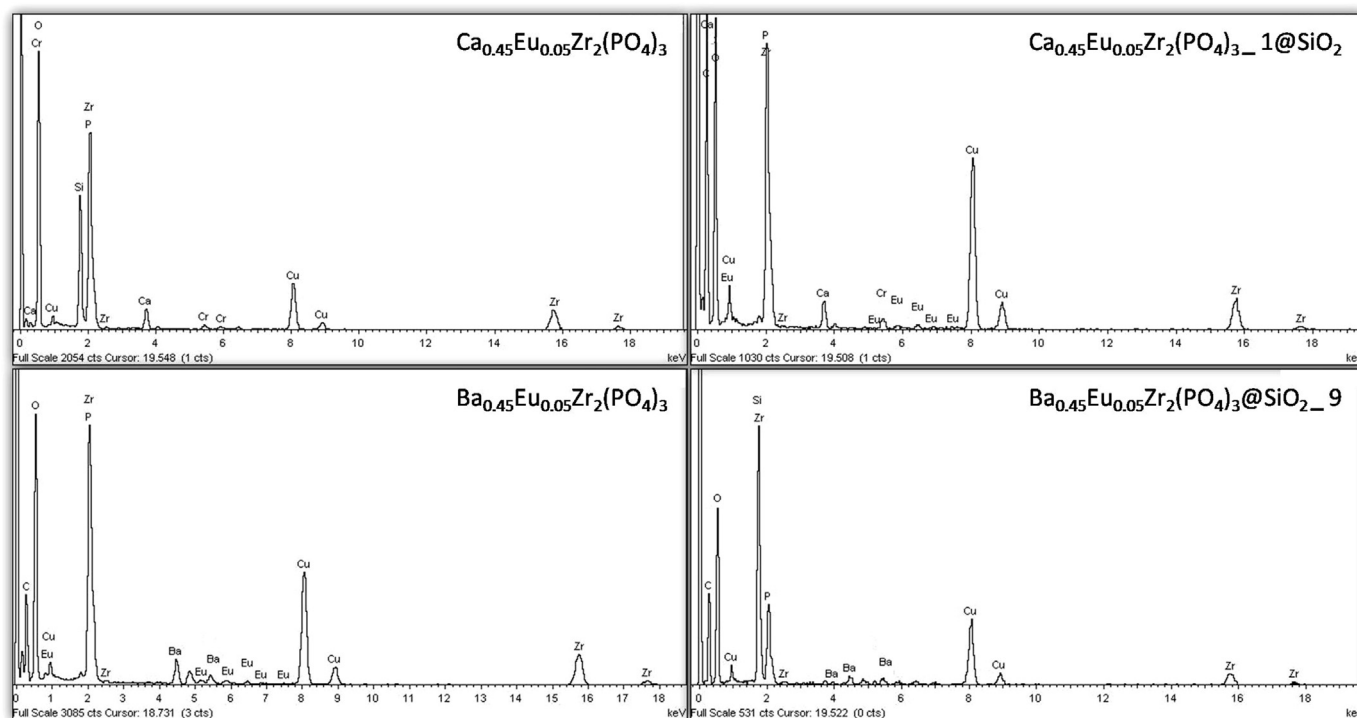 Ca0.45Eu0.05Zr2(PO4)3
O
Cr
Zr
P
Si
Ca
Cu
Zr
Ca
Cr
Cr
Cu
Cu
Zr
Zr
0 2 4 6 8 10 12 14 16 18
Full Scale 2054 cts Cursor: 19.548 (1 cts) keV
Ca0.45Eu0.05Zr2(PO4)3_ 1@SiO2
Ca
C
O
P
Zr
Cu
Eu
Zr
Ca
Eu
Cr
Eu
Eu
Eu
Eu
Cu
Cu
Zr
Zr
0 2 4 6 8 10 12 14 16 18
Full Scale 1030 cts Cursor: 19.508 (1 cts) ke
Ba0.45Eu0.05Zr2(PO4)3
O
Zr
P
C
Cu
Eu
Zr
Ba
Eu
Ba
Eu
Eu
Eu
Eu
Cu
Cu
Zr
Zr
0 1 2 3 4 5 6 7 8 9 10 11 12 13 14 15 16 17 18
Full Scale 3085 cts Cursor: 18.731 (3 cts) keV
Ba0.45Eu0.05Zr2(PO4)3@SiO2_ 9
Si
Zr
O
C
P
Cu
Zr
Ba
Ba
Ba
Cu
Cu
Zr
Zr
0 2 4 6 8 10 12 14 16 18
Full Scale 531 cts Cursor: 19.522 (0 cts) ke